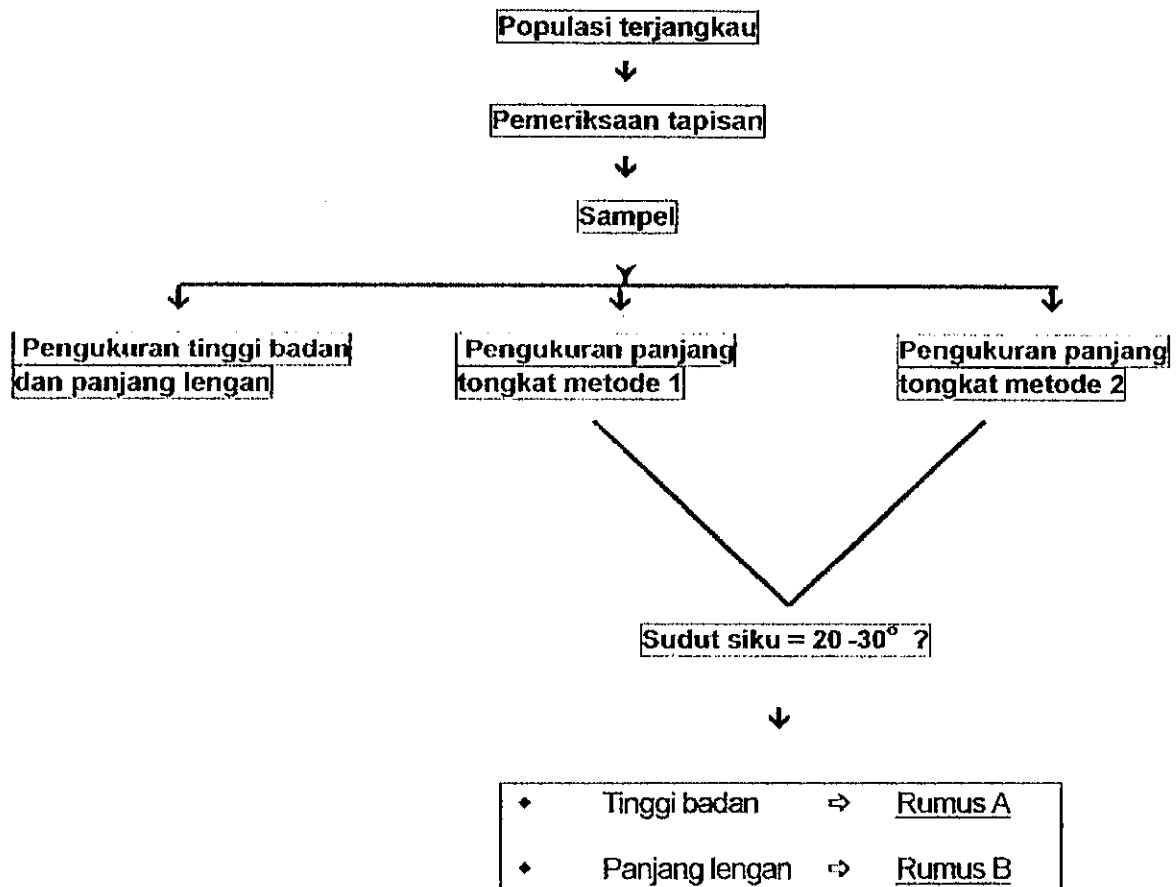 Populasi terjangkau
Pemeriksaan tapisan
Sampel
Pengukuran tinggi badan
dan panjang lengan
Pengukuran panjang
tongkat metode 1
Pengukuran panjang
tongkat metode 2
Sudut siku = 20 -30° ?
◆ Tinggi badan ⇨ Rumus A
◆ Panjang lengan ⇨ Rumus B